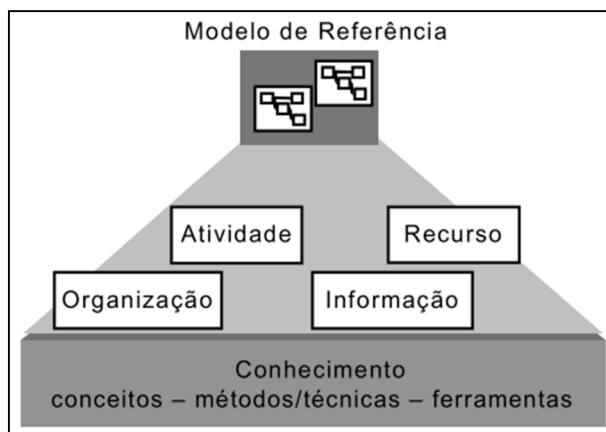 Modelo de Referência
Atividade
Recurso
Organização
Informação
Conhecimento
conceitos – métodos/técnicas – ferramentas